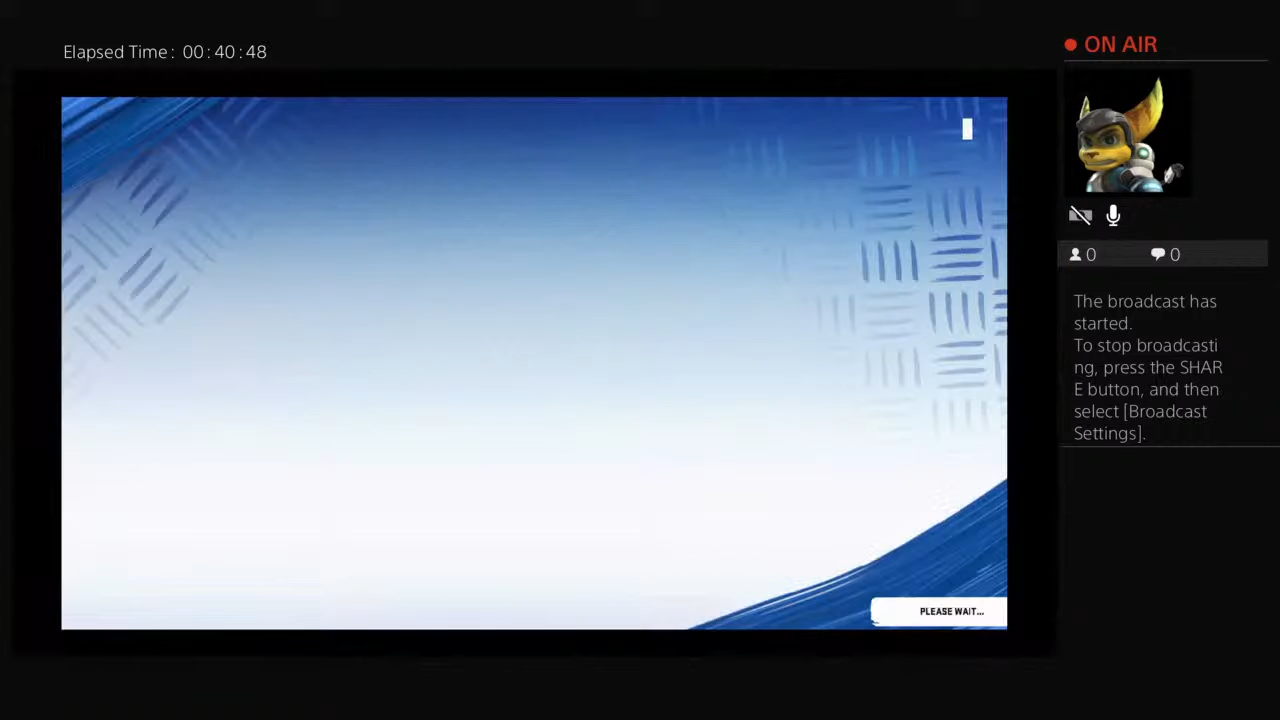 Elapsed Time: 00:40:48
ON AIR
0 0
The broadcast has
started.
To stop broadcasti
ng, press the SHAR
E button, and then
select [Broadcast
Settings].
PLEASE WAIT...